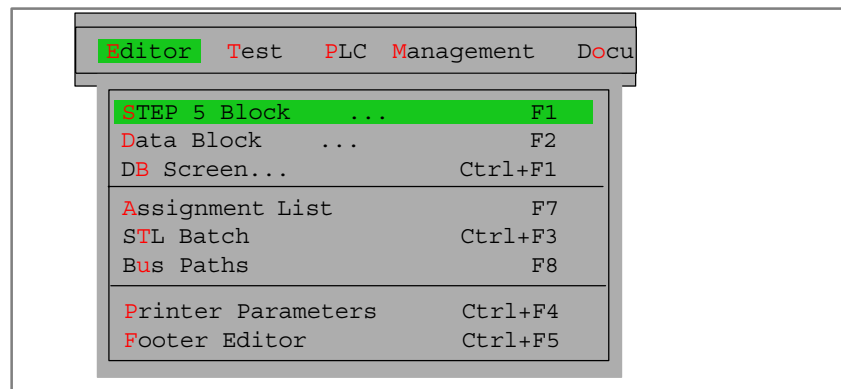 Editor Test PLC Management Docu
STEP 5 Block ... F1
Data Block ... F2
DB Screen... Ctrl+F1
Assignment List F7
STL Batch Ctrl+F3
Bus Paths F8
Printer Parameters Ctrl+F4
Footer Editor Ctrl+F5